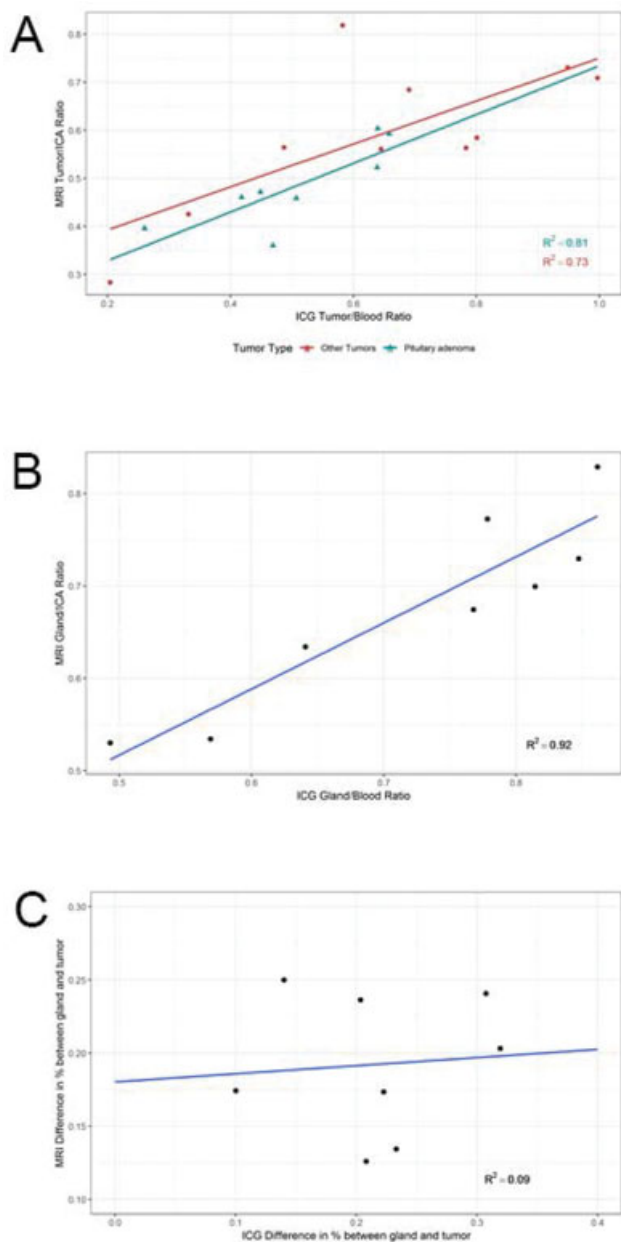 A
MRI Tumor/ICA Ratio
0.8
0.7
0.6
0.5
0.4
0.3
R² = 0.81
R² = 0.73
0.2 0.4 0.6 0.8 1.0
ICG Tumor/Blood Ratio
Tumor Type Other Tumors Pituitary adenoma
B
MRI Gland/ICA Ratio
0.8
0.7
0.6
0.5
R² = 0.92
0.5 0.6 0.7 0.8
ICG Gland/Blood Ratio
C
MRI Difference in % between gland and tumor
0.30
0.25
0.20
0.15
0.10
R² = 0.09
0.0 0.1 0.2 0.3 0.4
ICG Difference in % between gland and tumor